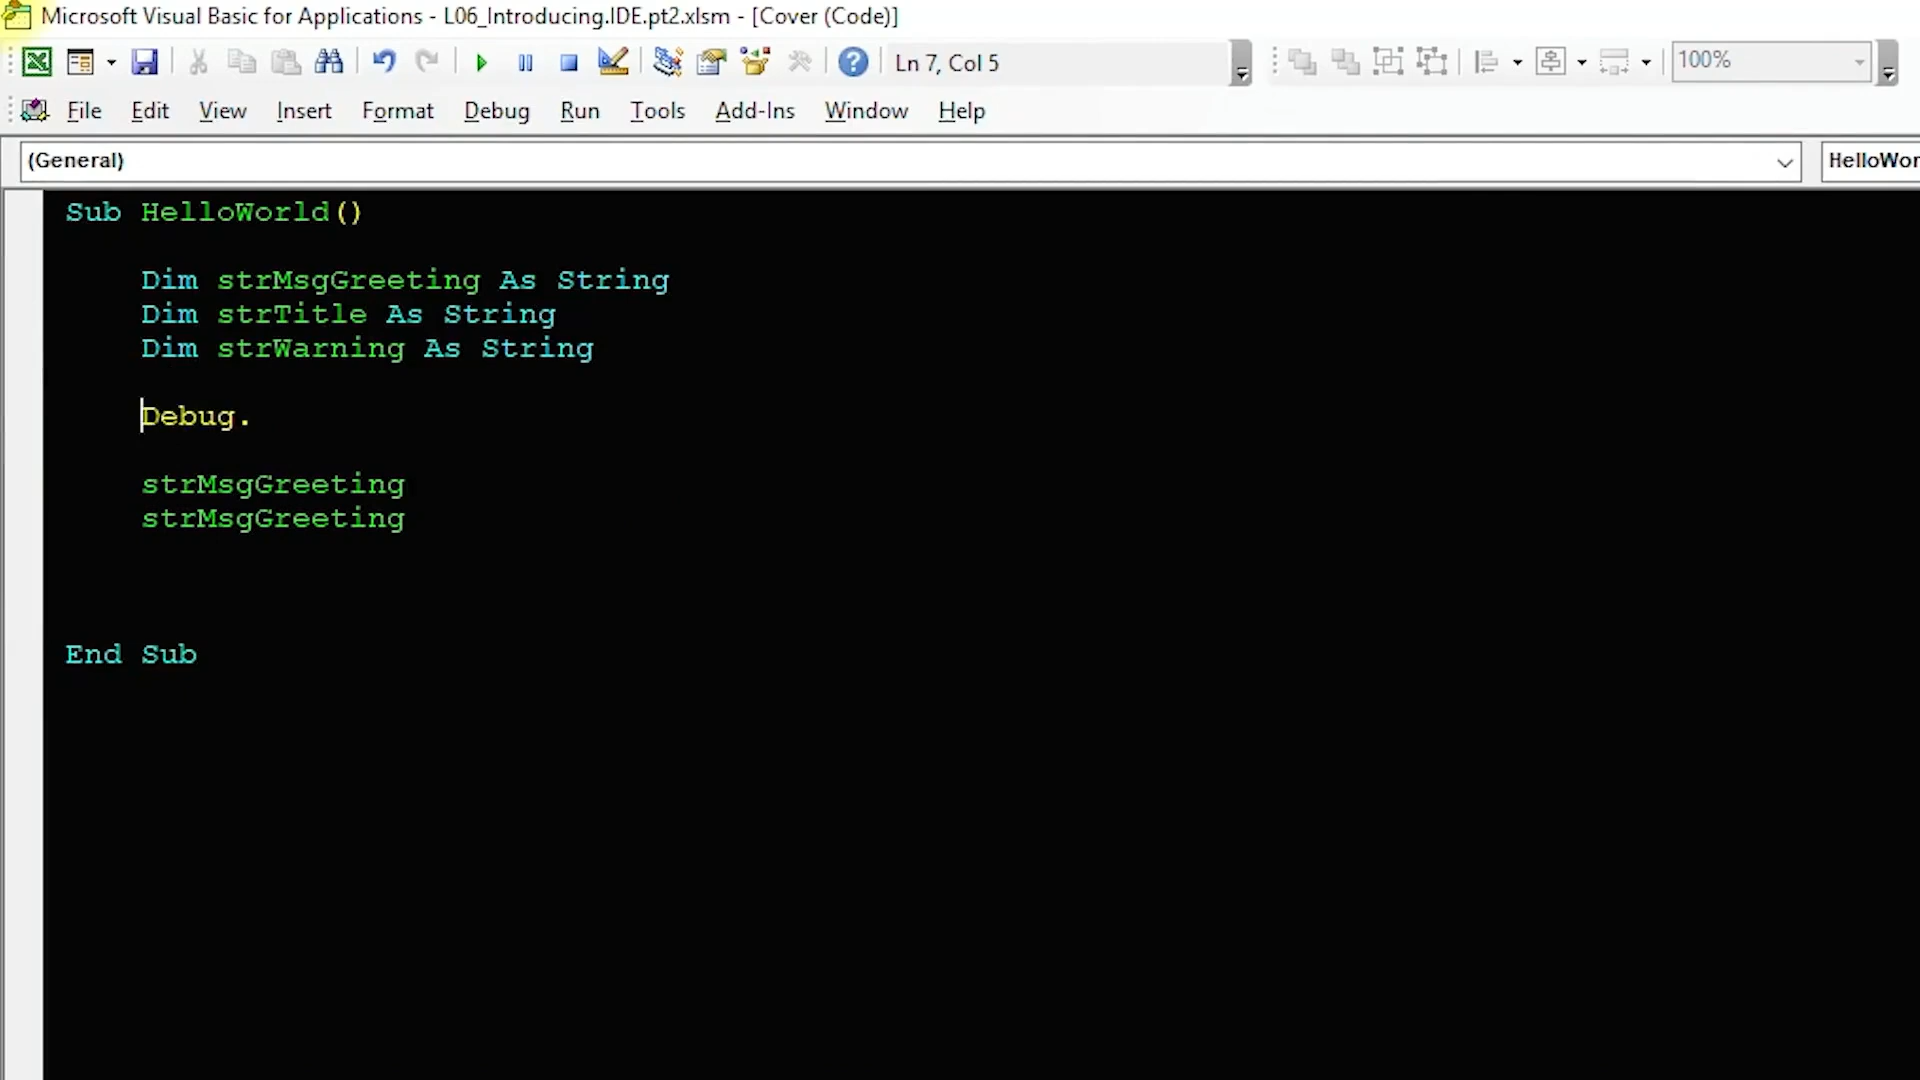 Microsoft Visual Basic for Applications - L06_Introducing.IDE.pt2.xlsm - [Cover (Code)]
Ln 7, Col 5
100%
File Edit View Insert Format Debug Run Tools Add-Ins Window Help
(General)
HelloWor
Sub HelloWorld()
Dim strMsgGreeting As String
Dim strTitle As String
Dim strWarning As String
Debug.
strMsgGreeting
strMsgGreeting
End Sub